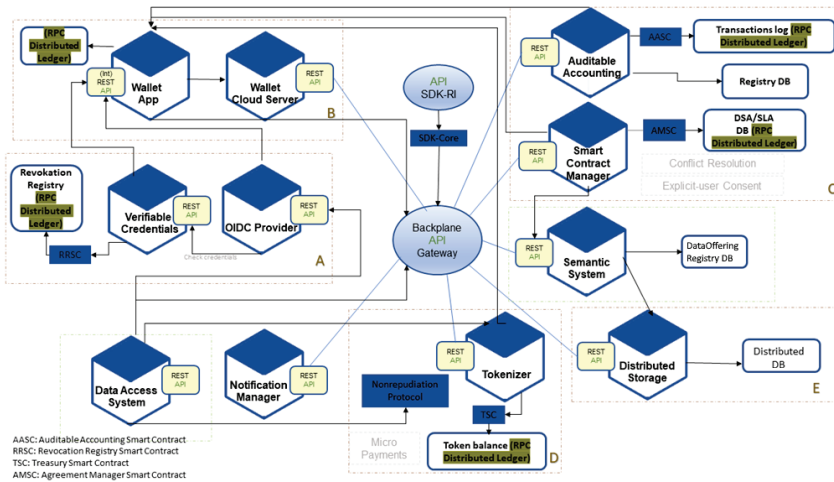 (RPC
Distributed
Ledger)
(Int)
REST
API
Wallet
App
Wallet
Cloud Server
REST
API
B
API
SDK-RI
SDK-Core
REST
API
Auditable
Accounting
AASC
Transactions log (RPC
Distributed Ledger)
Registry DB
REST
API
Smart
Contract
Manager
AMSC
DSA/SLA
DB (RPC
Distributed Ledger)
Conflict Resolution
Explicit-user Consent
C
Revokation
Registry
(RPC
Distributed
Ledger)
RRSC
Verifiable
Credentials
REST
API
OIDC Provider
REST
API
Check credentials
A
Backplane
API
Gateway
REST
API
Semantic
System
DataOffering
Registry DB
Data Access
System
REST
API
Notification
Manager
REST
API
Nonrepudiation
Protocol
REST
API
Tokenizer
TSC
Micro
Payments
Token balance (RPC
Distributed Ledger)
D
REST
API
Distributed
Storage
Distributed
DB
E
AASC: Auditable Accounting Smart Contract
RRSC: Revocation Registry Smart Contract
TSC: Treasury Smart Contract
AMSC: Agreement Manager Smart Contract